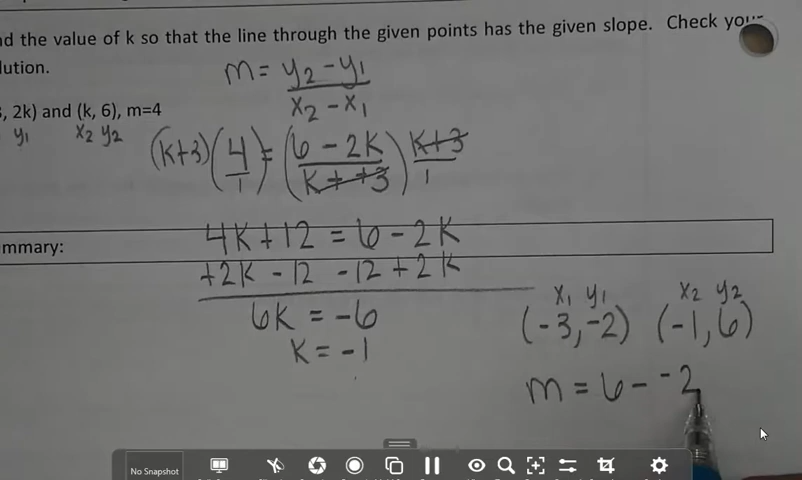 nd the value of k so that the line through the given points has the given slope. Check your
lution.
m = y2 - y1
x2 - x1
, 2k) and (k, 6), m=4
y1 x2 y2
(k+3) (4/1) = (6 - 2k / k + +3) k+3 / 1
4k + 12 = 6 - 2k
mmary:
+2k - 12 - 12 + 2k
6k = -6
k = -1
x1 y1 x2 y2
(-3, -2) (-1, 6)
m = 6 - -2
No Snapshot